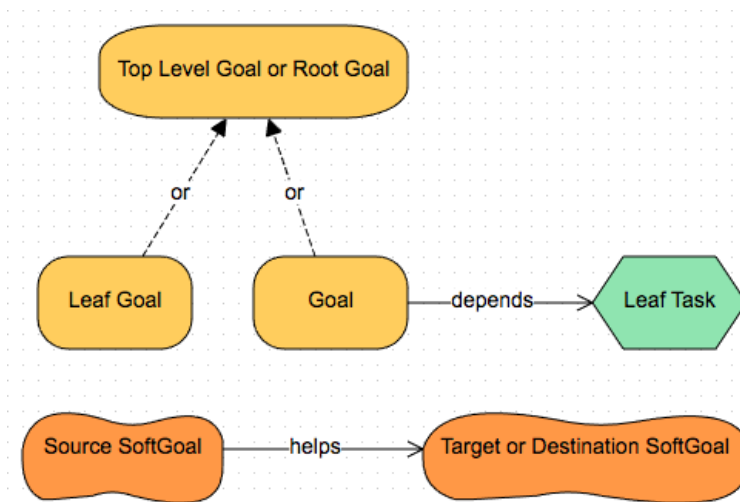 Top Level Goal or Root Goal
or
or
Leaf Goal
Goal
depends
Leaf Task
Source SoftGoal
helps
Target or Destination SoftGoal